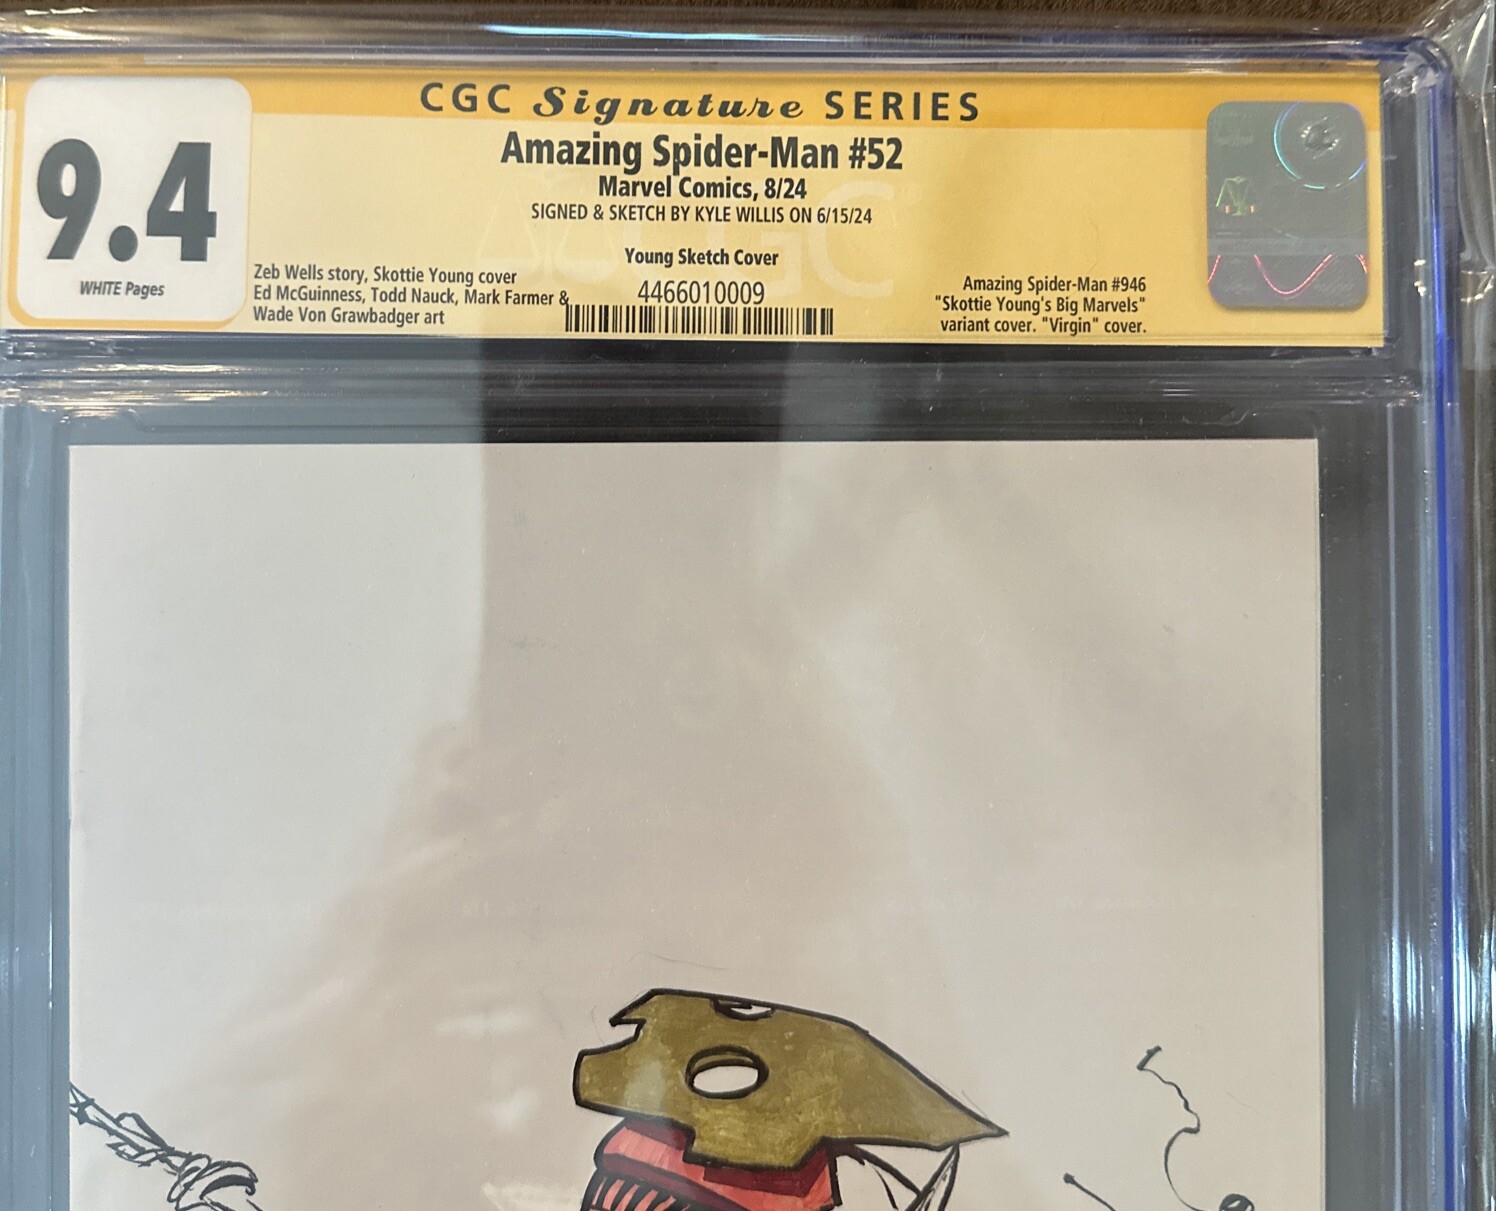 CGC Signature SERIES
9.4
WHITE Pages
Amazing Spider-Man #52
Marvel Comics, 8/24
SIGNED & SKETCH BY KYLE WILLIS ON 6/15/24
Young Sketch Cover
Zeb Wells story, Skottie Young cover
Ed McGuinness, Todd Nauck, Mark Farmer &
Wade Von Grawbadger art
4466010009
Amazing Spider-Man #946
"Skottie Young's Big Marvels"
variant cover. "Virgin" cover.
CGC